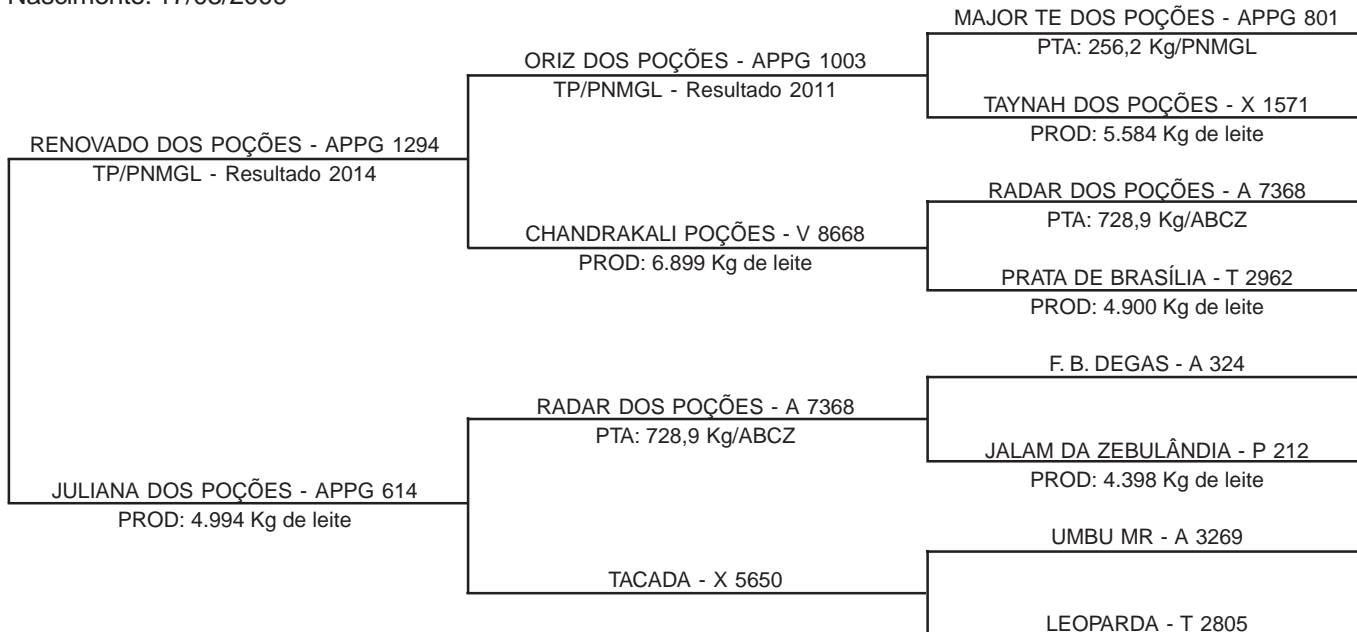 MAJOR TE DOS POÇÕES - APPG 801
PTA: 256,2 Kg/PNMGL
ORIZ DOS POÇÕES - APPG 1003
TP/PNMGL - Resultado 2011
TAYNAH DOS POÇÕES - X 1571
PROD: 5.584 Kg de leite
RENOVADO DOS POÇÕES - APPG 1294
TP/PNMGL - Resultado 2014
RADAR DOS POÇÕES - A 7368
PTA: 728,9 Kg/ABCZ
CHANDRAKALI POÇÕES - V 8668
PROD: 6.899 Kg de leite
PRATA DE BRASÍLIA - T 2962
PROD: 4.900 Kg de leite
F. B. DEGAS - A 324
RADAR DOS POÇÕES - A 7368
PTA: 728,9 Kg/ABCZ
JALAM DA ZEBULÂNDIA - P 212
PROD: 4.398 Kg de leite
JULIANA DOS POÇÕES - APPG 614
PROD: 4.994 Kg de leite
UMBU MR - A 3269
TACADA - X 5650
LEOPARDA - T 2805